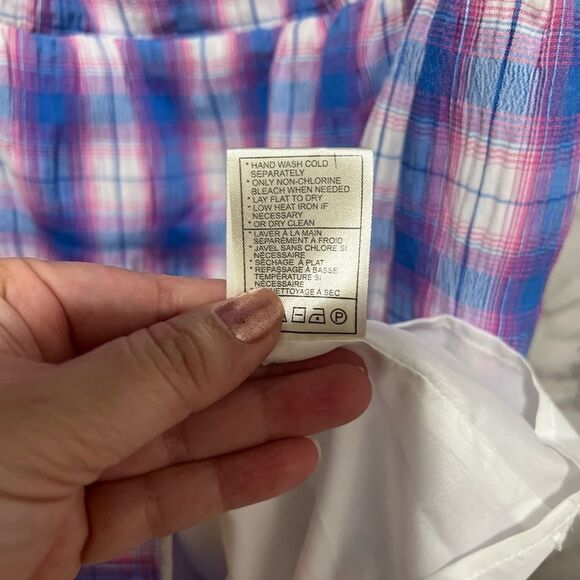 * HAND WASH COLD
SEPARATELY
* ONLY NON-CHLORINE
BLEACH WHEN NEEDED
* LAY FLAT TO DRY
* LOW HEAT IRON IF
NECESSARY
* OR DRY CLEAN
* LAVER À LA MAIN
SÉPARÉMENT À FROID
* JAVEL SANS CHLORE SI
NÉCESSAIRE
* SÉCHAGE À PLAT
* REPASSAGE À BASSE
TEMPÉRATURE SI
NÉCESSAIRE
NETTOYAGE À SEC
P